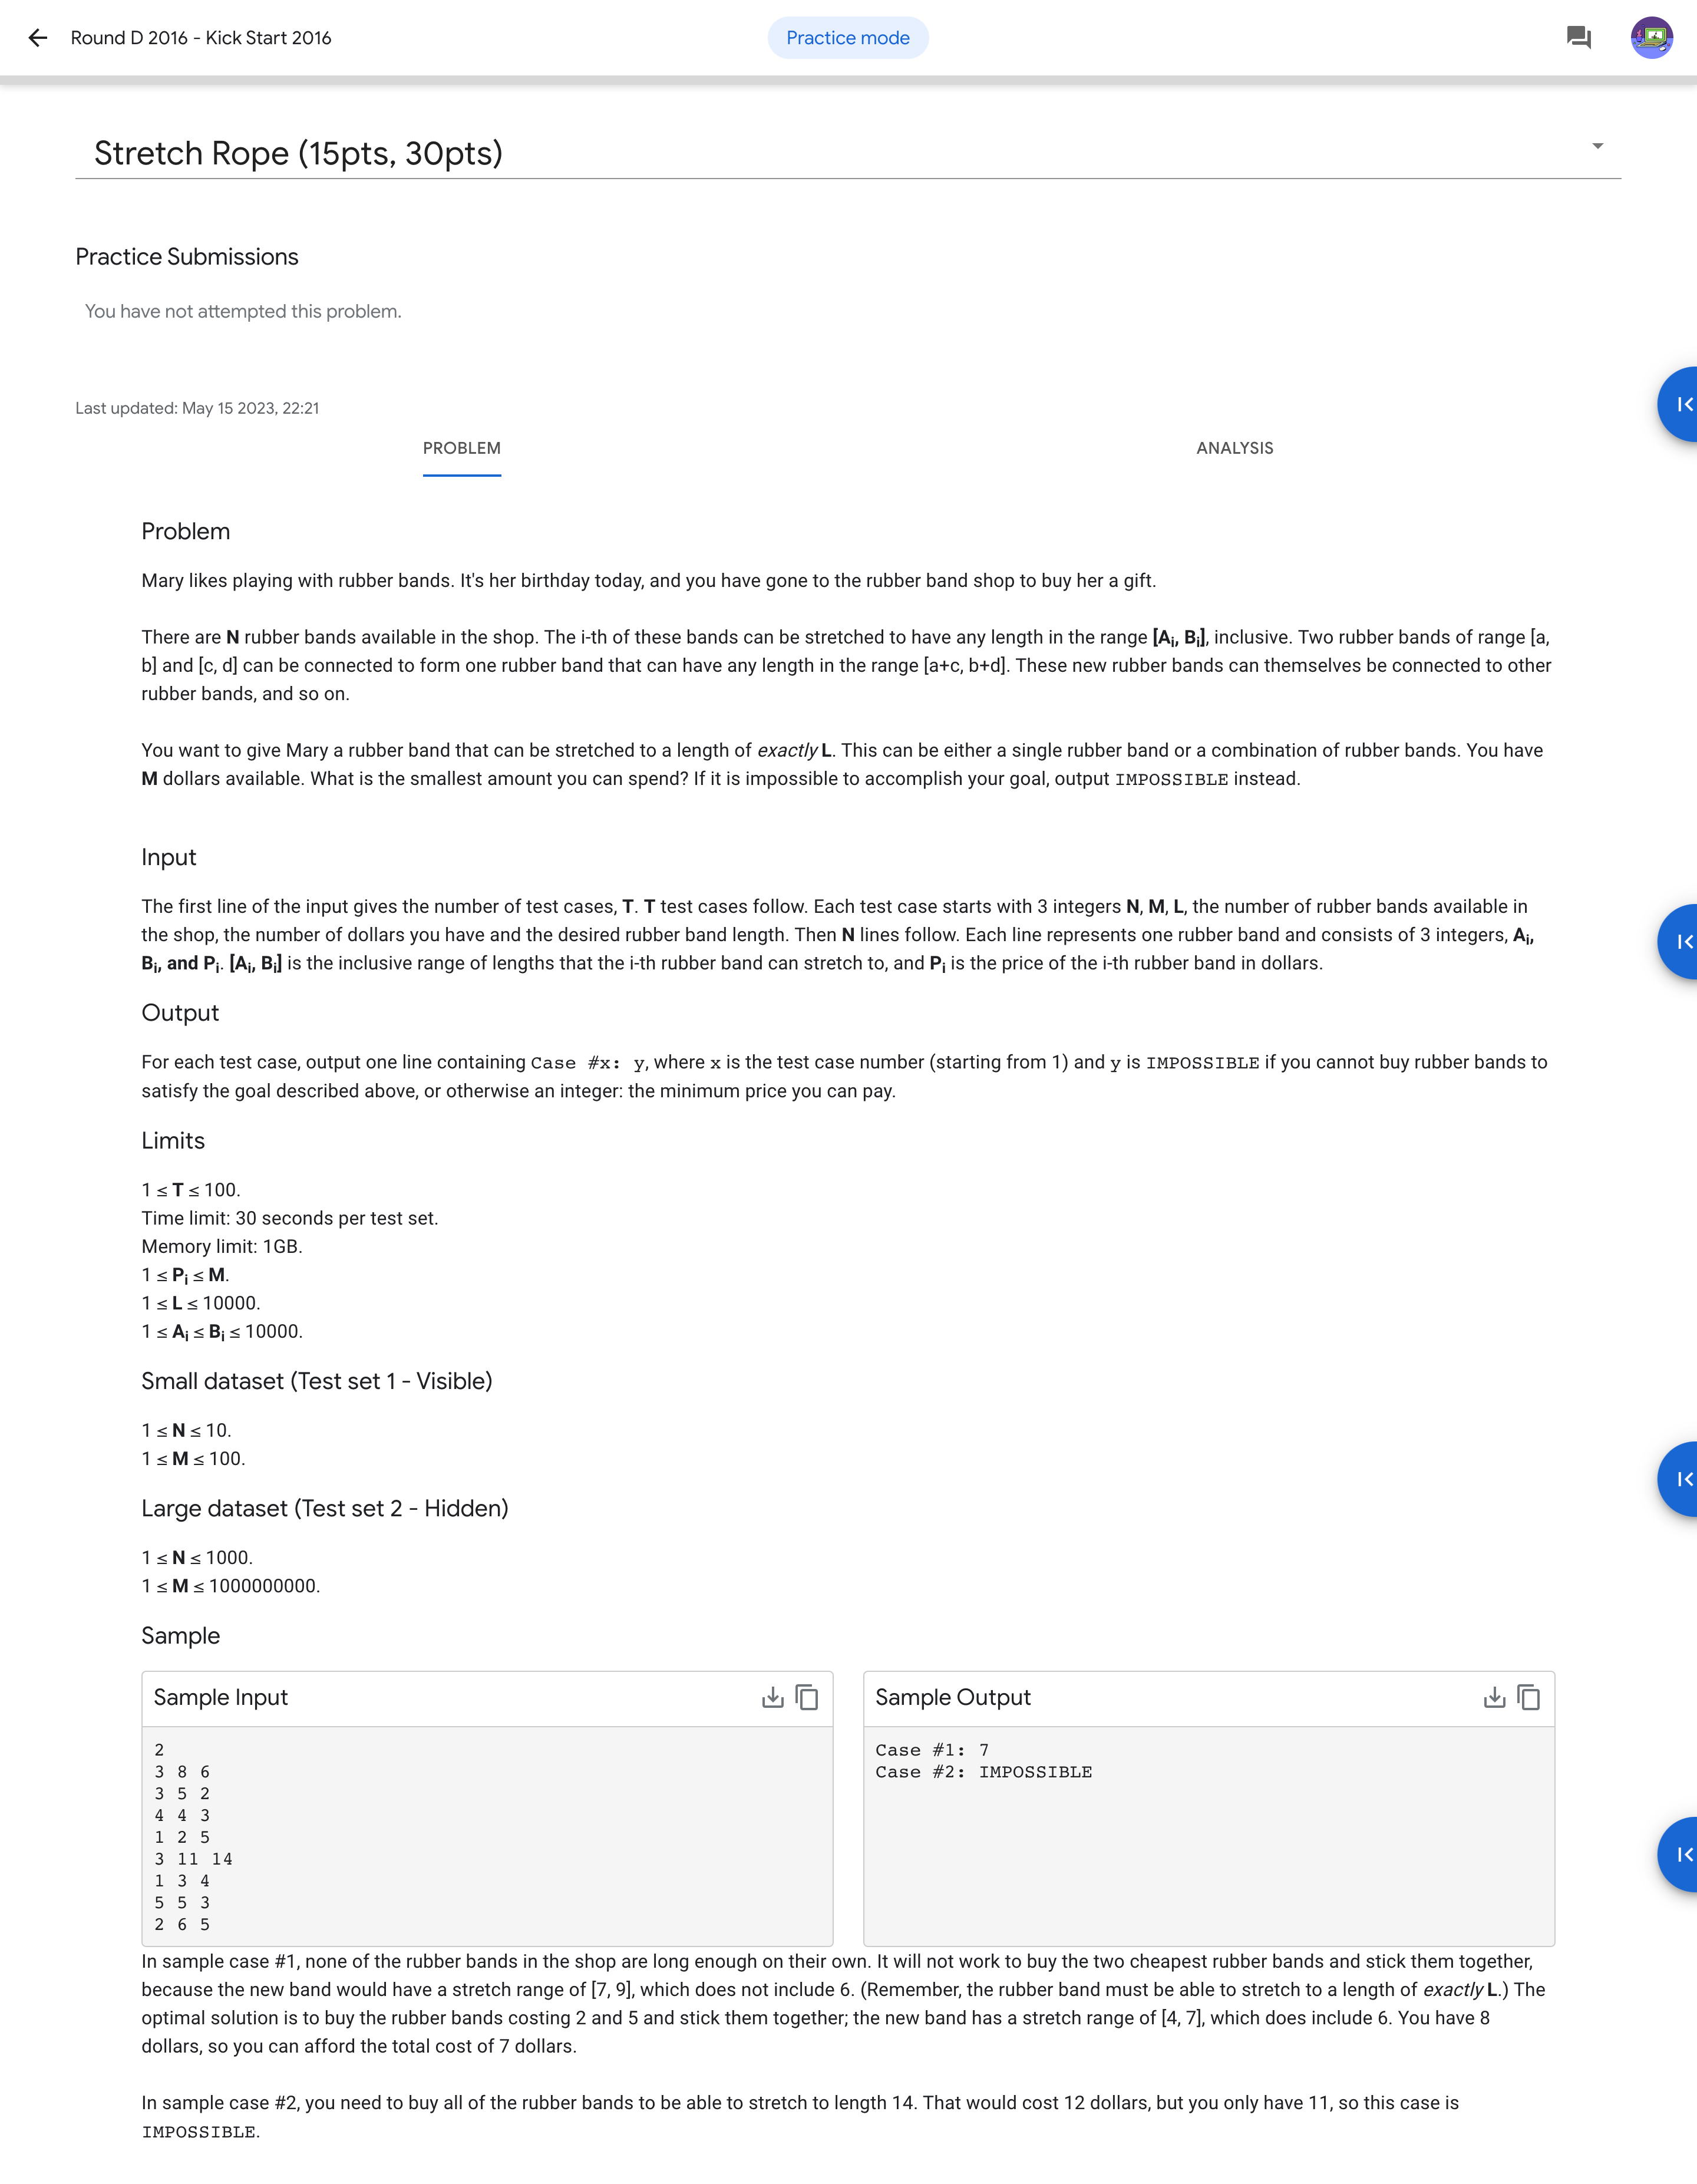 Round D 2016 - Kick Start 2016
Practice mode
Stretch Rope (15pts, 30pts)
Practice Submissions
You have not attempted this problem.
Last updated: May 15 2023, 22:21
PROBLEM
ANALYSIS
Problem
Mary likes playing with rubber bands. It's her birthday today, and you have gone to the rubber band shop to buy her a gift.
There are N rubber bands available in the shop. The i-th of these bands can be stretched to have any length in the range [Ai, Bi], inclusive. Two rubber bands of range [a,
b] and [c, d] can be connected to form one rubber band that can have any length in the range [a+c, b+d]. These new rubber bands can themselves be connected to other
rubber bands, and so on.
You want to give Mary a rubber band that can be stretched to a length of exactly L. This can be either a single rubber band or a combination of rubber bands. You have
M dollars available. What is the smallest amount you can spend? If it is impossible to accomplish your goal, output IMPOSSIBLE instead.
Input
The first line of the input gives the number of test cases, T. T test cases follow. Each test case starts with 3 integers N, M, L, the number of rubber bands available in
the shop, the number of dollars you have and the desired rubber band length. Then N lines follow. Each line represents one rubber band and consists of 3 integers, Ai,
Bi, and Pi. [Ai, Bi] is the inclusive range of lengths that the i-th rubber band can stretch to, and Pi is the price of the i-th rubber band in dollars.
Output
For each test case, output one line containing Case #x: y, where x is the test case number (starting from 1) and y is IMPOSSIBLE if you cannot buy rubber bands to
satisfy the goal described above, or otherwise an integer: the minimum price you can pay.
Limits
1 ≤ T ≤ 100.
Time limit: 30 seconds per test set.
Memory limit: 1GB.
1 ≤ Pi ≤ M.
1 ≤ L ≤ 10000.
1 ≤ Ai ≤ Bi ≤ 10000.
Small dataset (Test set 1 - Visible)
1 ≤ N ≤ 10.
1 ≤ M ≤ 100.
Large dataset (Test set 2 - Hidden)
1 ≤ N ≤ 1000.
1 ≤ M ≤ 1000000000.
Sample
Sample Input
2
3 8 6
3 5 2
4 4 3
1 2 5
3 11 14
1 3 4
5 5 3
2 6 5
Sample Output
Case #1: 7
Case #2: IMPOSSIBLE
In sample case #1, none of the rubber bands in the shop are long enough on their own. It will not work to buy the two cheapest rubber bands and stick them together,
because the new band would have a stretch range of [7, 9], which does not include 6. (Remember, the rubber band must be able to stretch to a length of exactly L.) The
optimal solution is to buy the rubber bands costing 2 and 5 and stick them together; the new band has a stretch range of [4, 7], which does include 6. You have 8
dollars, so you can afford the total cost of 7 dollars.
In sample case #2, you need to buy all of the rubber bands to be able to stretch to length 14. That would cost 12 dollars, but you only have 11, so this case is
IMPOSSIBLE.